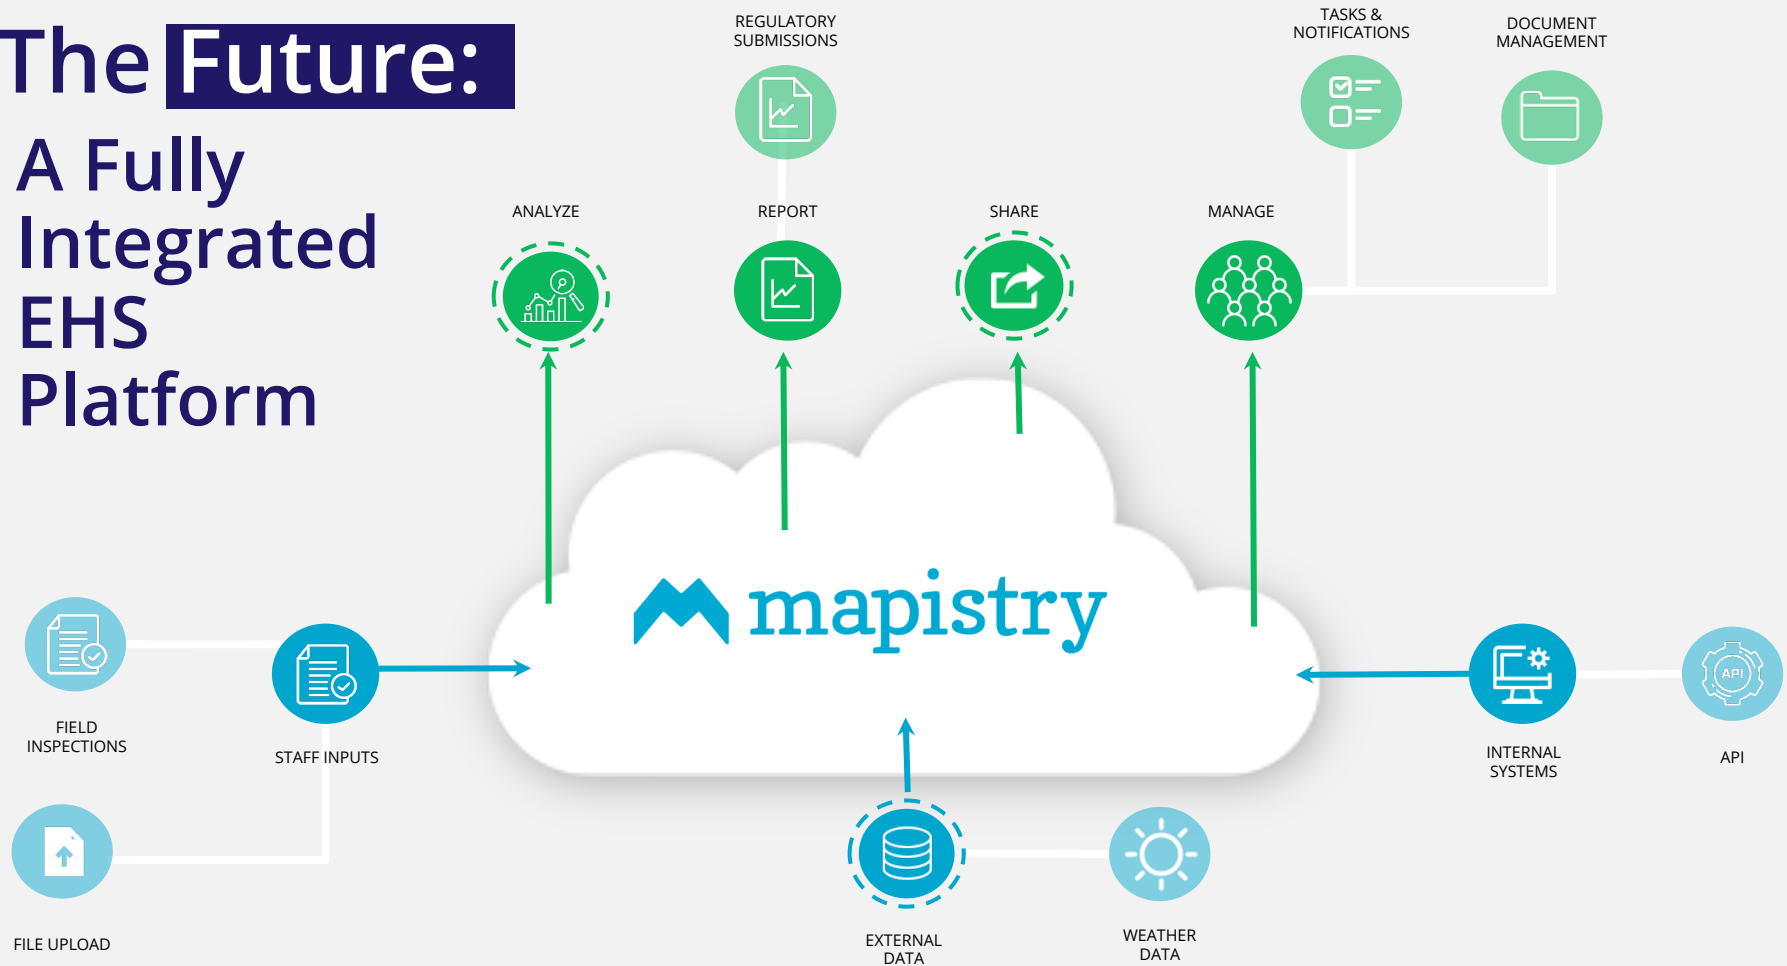 The Future:
A Fully
Integrated
EHS
Platform
REGULATORY
SUBMISSIONS
TASKS &
NOTIFICATIONS
DOCUMENT
MANAGEMENT
ANALYZE
REPORT
SHARE
MANAGE
mapistry
FIELD
INSPECTIONS
STAFF INPUTS
FILE UPLOAD
EXTERNAL
DATA
WEATHER
DATA
INTERNAL
SYSTEMS
API
API